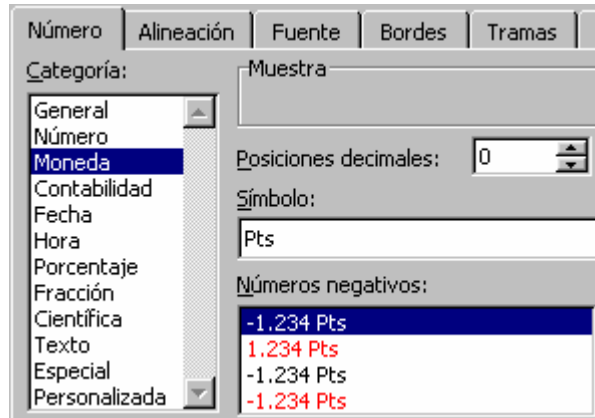 Número Alineación Fuente Bordes Tramas
Categoría:
General
Número
Moneda
Contabilidad
Fecha
Hora
Porcentaje
Fracción
Científica
Texto
Especial
Personalizada
Muestra
Posiciones decimales: 0
Símbolo:
Pts
Números negativos:
-1.234 Pts
1.234 Pts
-1.234 Pts
-1.234 Pts